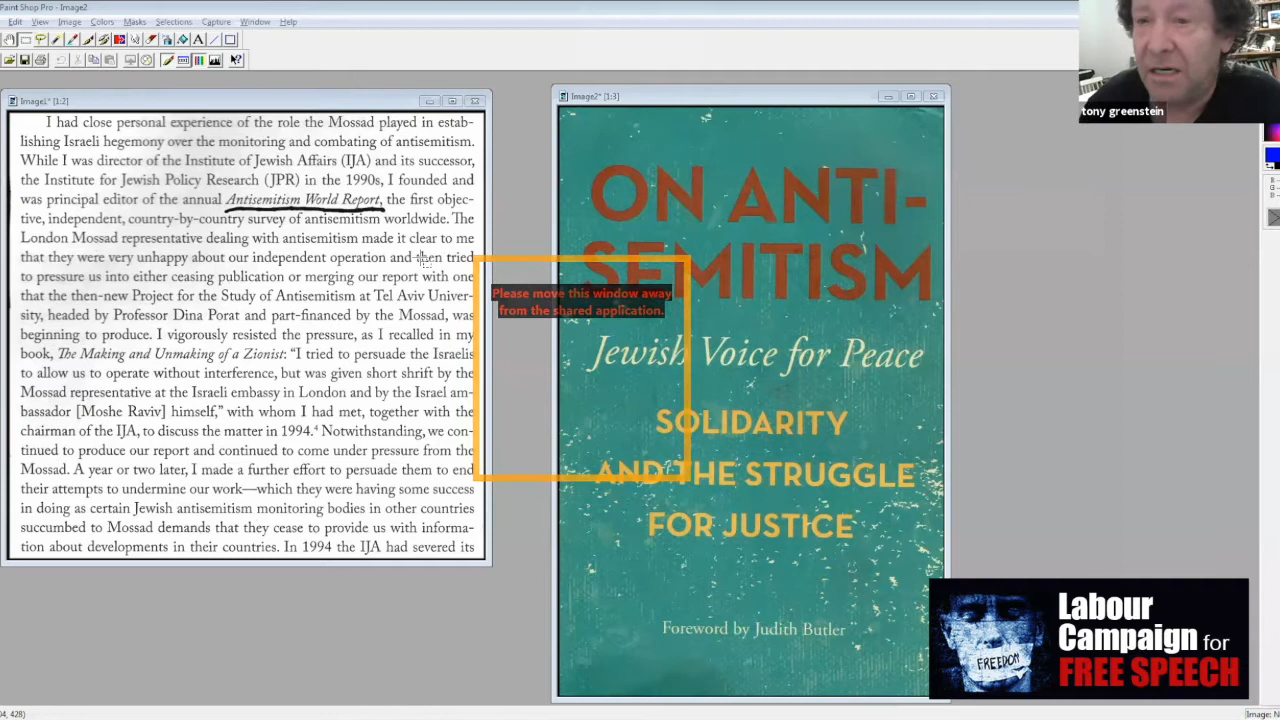 Paint Shop Pro - Image2
Edit View Image Colors Masks Selections Capture Window Help
tony greenstein
Image1* [1:2]
I had close personal experience of the role the Mossad played in estab-
lishing Israeli hegemony over the monitoring and combating of antisemitism.
While I was director of the Institute of Jewish Affairs (IJA) and its successor,
the Institute for Jewish Policy Research (JPR) in the 1990s, I founded and
was principal editor of the annual Antisemitism World Report, the first objec-
tive, independent, country-by-country survey of antisemitism worldwide. The
London Mossad representative dealing with antisemitism made it clear to me
that they were very unhappy about our independent operation and then tried
to pressure us into either ceasing publication or merging our report with one
that the then-new Project for the Study of Antisemitism at Tel Aviv Univer-
sity, headed by Professor Dina Porat and part-financed by the Mossad, was
beginning to produce. I vigorously resisted the pressure, as I recalled in my
book, The Making and Unmaking of a Zionist: “I tried to persuade the Israelis
to allow us to operate without interference, but was given short shrift by the
Mossad representative at the Israeli embassy in London and by the Israel am-
bassador [Moshe Raviv] himself,” with whom I had met, together with the
chairman of the IJA, to discuss the matter in 1994.⁴ Notwithstanding, we con-
tinued to produce our report and continued to come under pressure from the
Mossad. A year or two later, I made a further effort to persuade them to end
their attempts to undermine our work—which they were having some success
in doing as certain Jewish antisemitism monitoring bodies in other countries
succumbed to Mossad demands that they cease to provide us with informa-
tion about developments in their countries. In 1994 the IJA had severed its
Please move this window away
from the shared application.
Image2* [1:3]
ON ANTI-
SEMITISM
Jewish Voice for Peace
SOLIDARITY
AND THE STRUGGLE
FOR JUSTICE
Foreword by Judith Butler
FREEDOM
Labour
Campaign for
FREE SPEECH